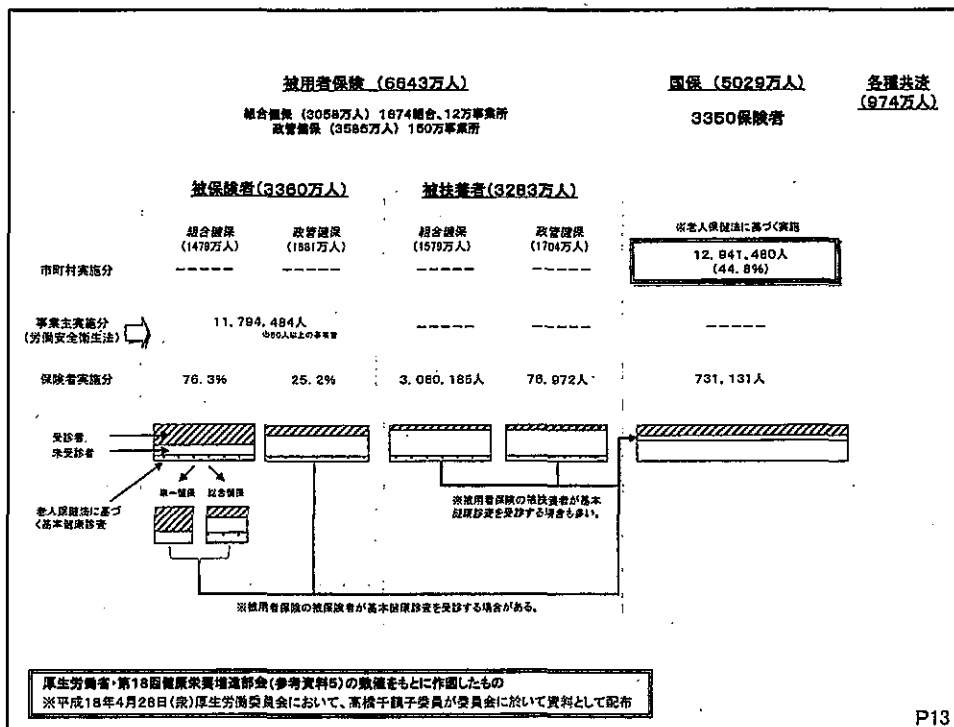 被用者保険 (6643万人)
国保 (5029万人)
各種共済
(974万人)
組合健保 (3058万人) 1674組合、12万事業所
政管健保 (3585万人) 150万事業所
3350保険者
被保険者(3360万人)
被扶養者(3283万人)
組合健保
(1479万人)
政管健保
(1881万人)
組合健保
(1579万人)
政管健保
(1704万人)
※老人保健法に基づく実施
市町村実施分
-----
-----
-----
-----
12,941,480人
(44.8%)
事業主実施分
(労働安全衛生法)
11,794,484人
※50人以上の事業者
-----
-----
-----
保険者実施分
76.3%
25.2%
3,060,185人
76,972人
731,131人
受診者
未受診者
老人保健法に基づ
く基本健康診査
単一健保
総合健保
※被用者保険の被扶養者が基本
健康診査を受診する場合も多い。
※被用者保険の被保険者が基本健康診査を受診する場合がある。
厚生労働省・第18回健康栄養増進部会(参考資料5)の数値をもとに作図したもの
※平成18年4月28日(衆)厚生労働委員会において、高橋千鶴子委員が委員会に於いて資料として配布
P13